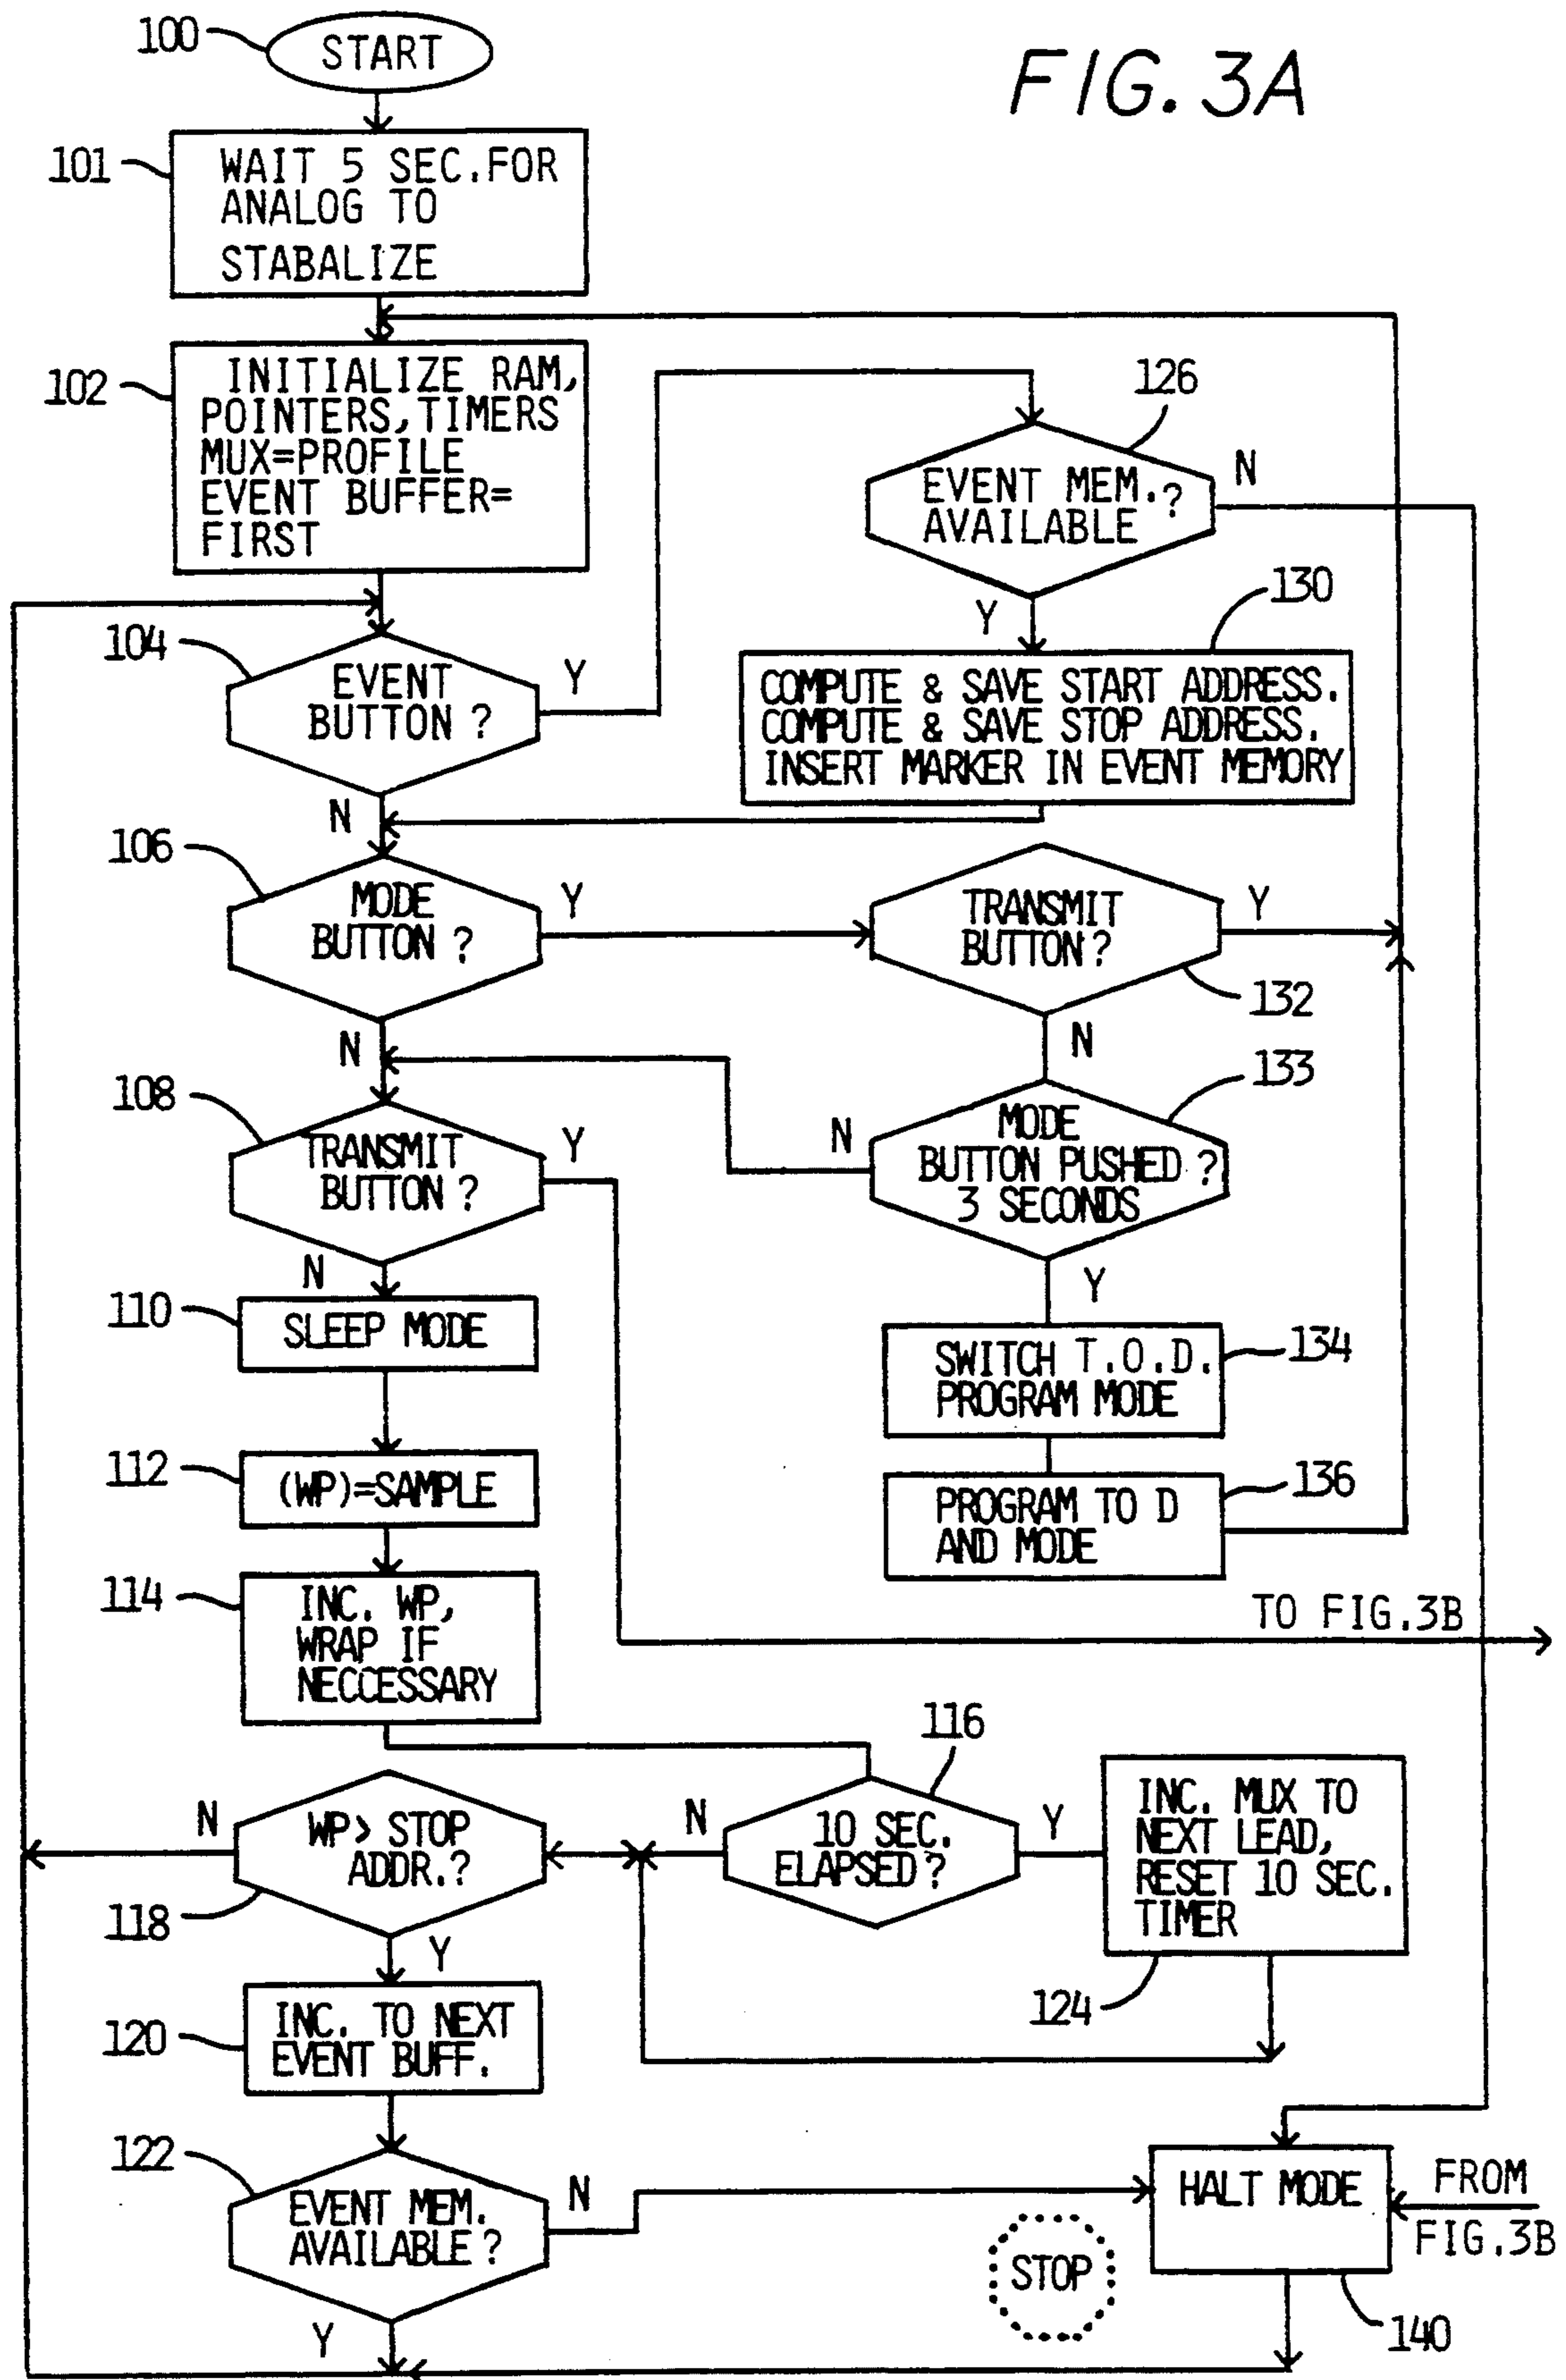 FIG. 3A
100
START
101
WAIT 5 SEC. FOR
ANALOG TO
STABALIZE
102
INITIALIZE RAM,
POINTERS, TIMERS
MUX=PROFILE
EVENT BUFFER=
FIRST
126
EVENT MEM. ?
AVAILABLE
N
Y
130
COMPUTE & SAVE START ADDRESS.
COMPUTE & SAVE STOP ADDRESS.
INSERT MARKER IN EVENT MEMORY
104
EVENT
BUTTON ?
Y
N
106
MODE
BUTTON ?
Y
N
TRANSMIT
BUTTON ?
Y
132
N
133
MODE
BUTTON PUSHED ?
3 SECONDS
N
Y
108
TRANSMIT
BUTTON ?
Y
N
110
SLEEP MODE
SWITCH T.O.D.
PROGRAM MODE
134
112
(WP)=SAMPLE
PROGRAM TO D
AND MODE
136
114
INC. WP,
WRAP IF
NECCESSARY
TO FIG. 3B
116
10 SEC.
ELAPSED ?
N
Y
INC. MUX TO
NEXT LEAD,
RESET 10 SEC.
TIMER
124
N
WP> STOP
ADDR. ?
118
Y
120
INC. TO NEXT
EVENT BUFF.
122
EVENT MEM.
AVAILABLE ?
N
Y
HALT MODE
FROM
FIG. 3B
STOP
140